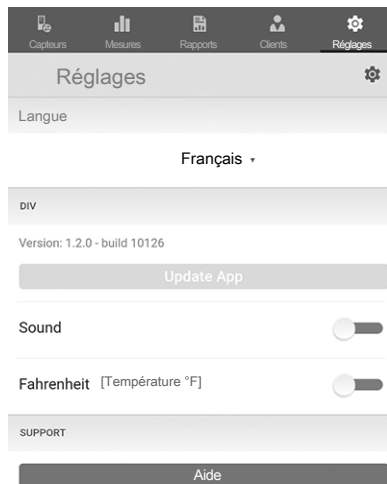 Capteurs Mesures Rapports Clients Réglages
Réglages
Langue
Français
DIV
Version: 1.2.0 - build 10126
Update App
Sound
Fahrenheit [Température °F]
SUPPORT
Aide